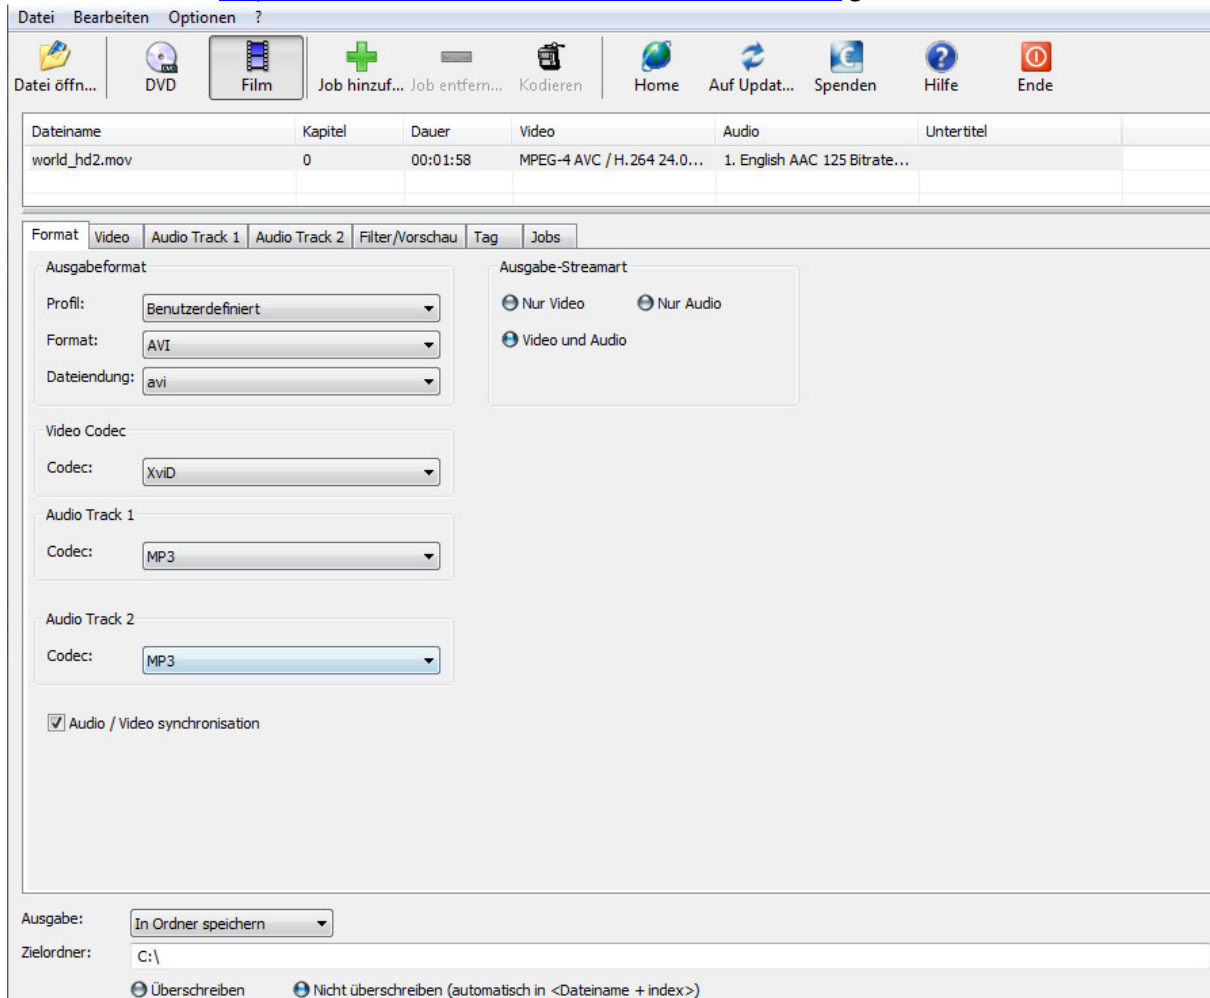 Datei Bearbeiten Optionen ?
Datei öffn... DVD Film Job hinzuf... Job entfern... Kodieren Home Auf Updat... Spenden Hilfe Ende
Dateiname Kapitel Dauer Video Audio Untertitel
world_hd2.mov 0 00:01:58 MPEG-4 AVC / H.264 24.0... 1. English AAC 125 Bitrate...
Format Video Audio Track 1 Audio Track 2 Filter/Vorschau Tag Jobs
Ausgabeformat Ausgabe-Streamart
Profil: Benutzerdefiniert Nur Video Nur Audio
Format: AVI Video und Audio
Dateiendung: avi
Video Codec
Codec: XviD
Audio Track 1
Codec: MP3
Audio Track 2
Codec: MP3
Audio / Video synchronisation
Ausgabe: In Ordner speichern
Zielordner: C:\
Überschreiben Nicht überschreiben (automatisch in <Dateiname + index>)